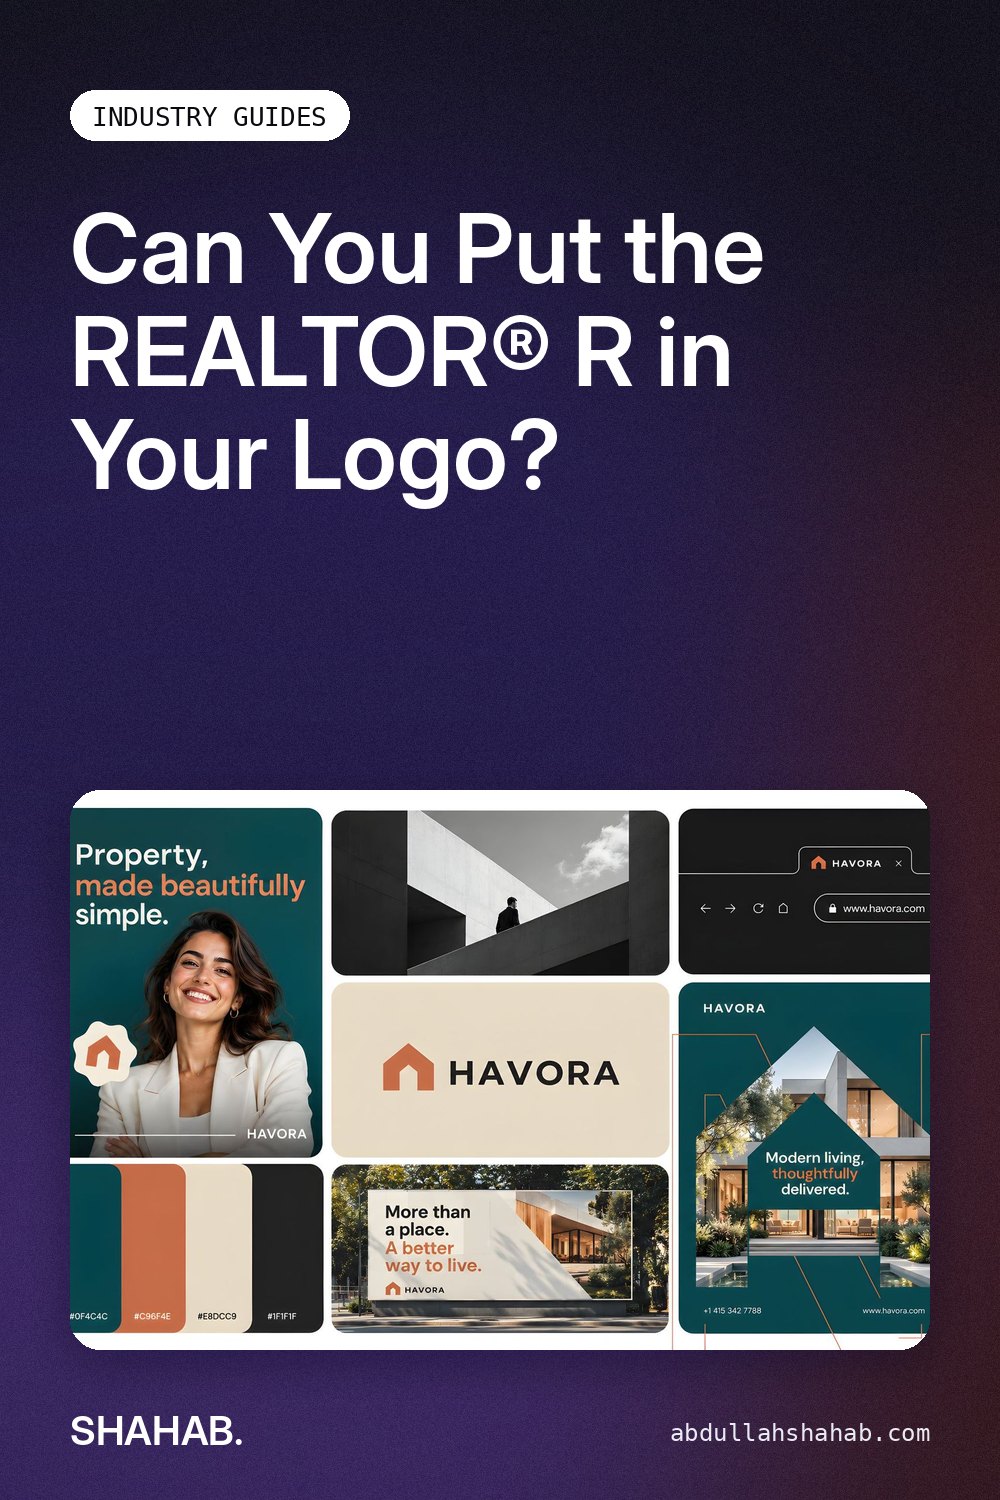 INDUSTRY GUIDES
Can You Put the
REALTOR® R in
Your Logo?
Property,
made beautifully
simple.
HAVORA
#0F4C4C
#C96F4E
#E8DCC9
#1F1F1F
HAVORA
More than
a place.
A better
way to live.
HAVORA
HAVORA
www.havora.com
HAVORA
Modern living,
thoughtfully
delivered.
+1 415 342 7788
www.havora.com
SHAHAB.
abdullahshahab.com